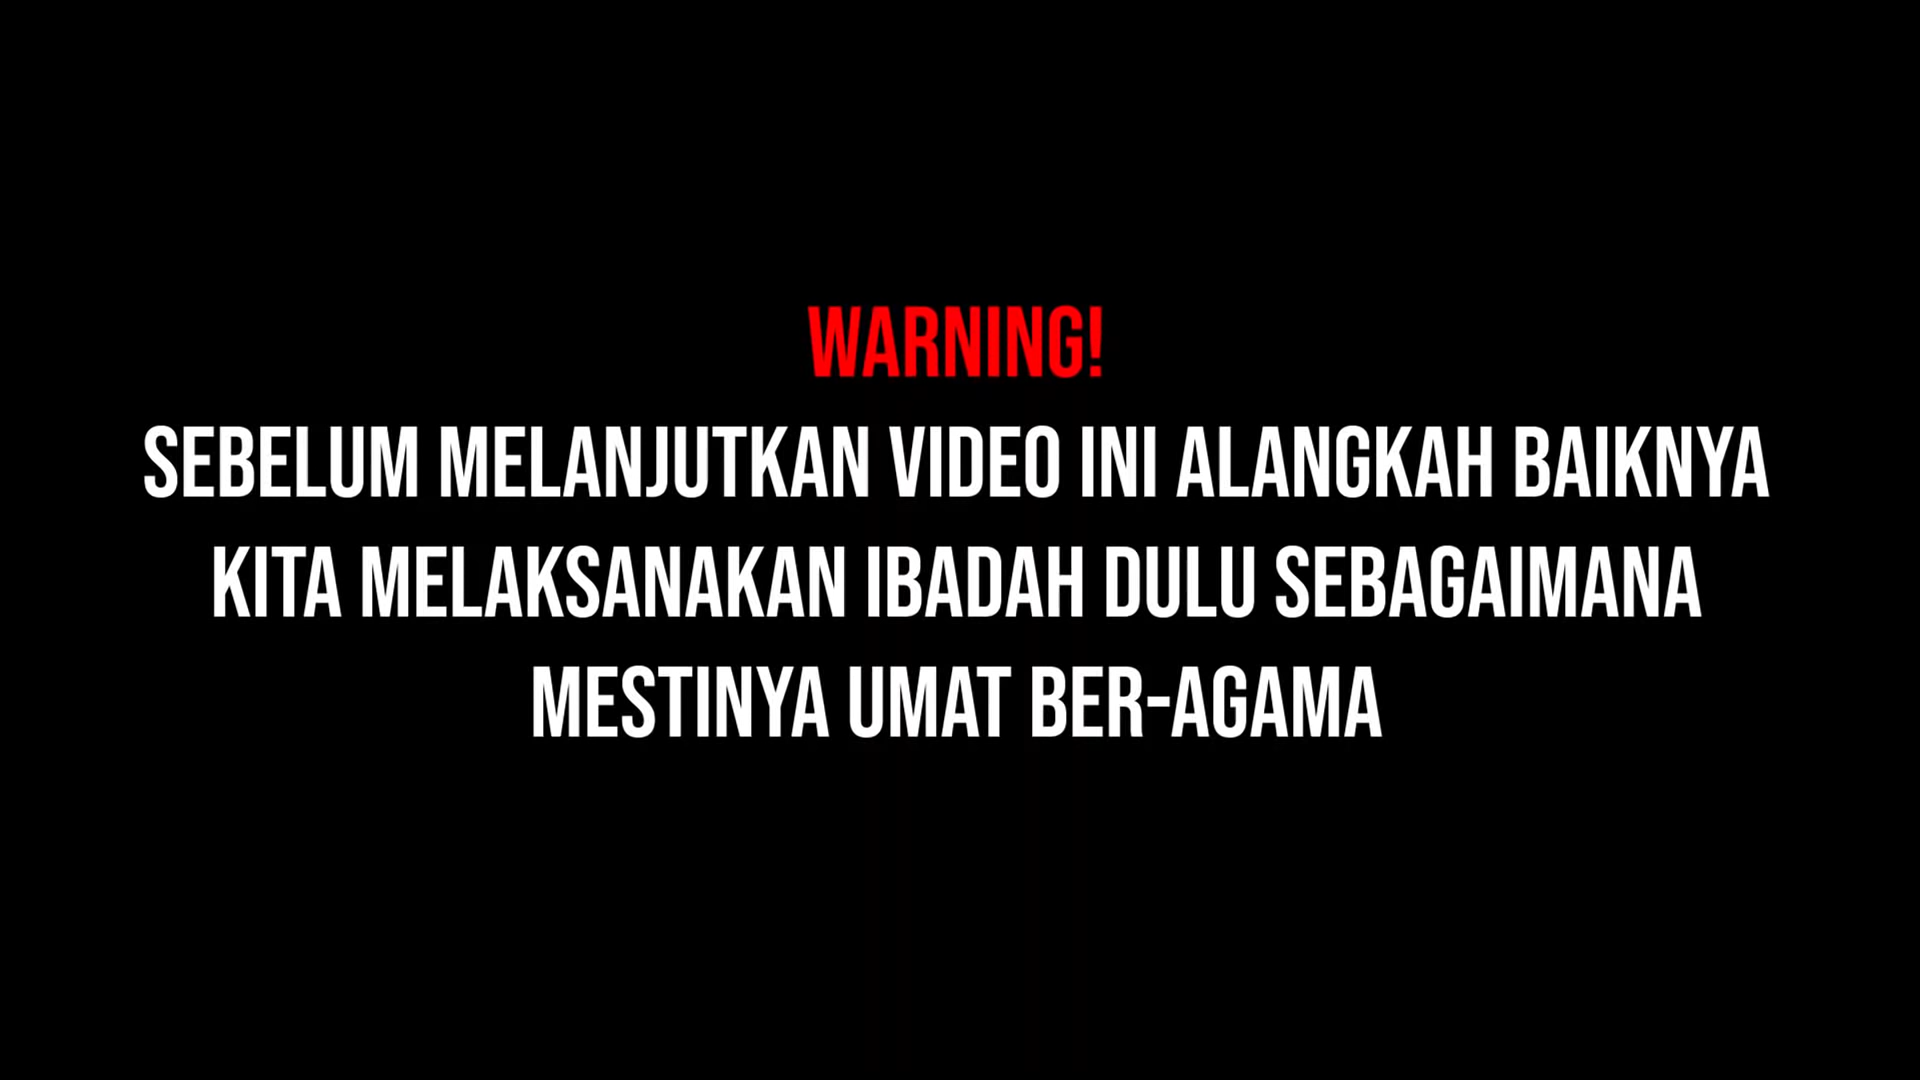 WARNING!
SEBELUM MELANJUTKAN VIDEO INI ALANGKAH BAIKNYA
KITA MELAKSANAKAN IBADAH DULU SEBAGAIMANA
MESTINYA UMAT BER-AGAMA